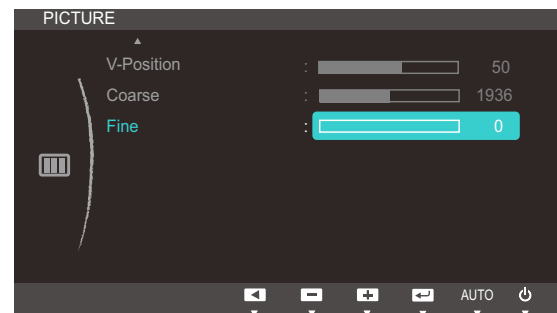 PICTURE
V-Position : 50
Coarse : 1936
Fine : 0
AUTO